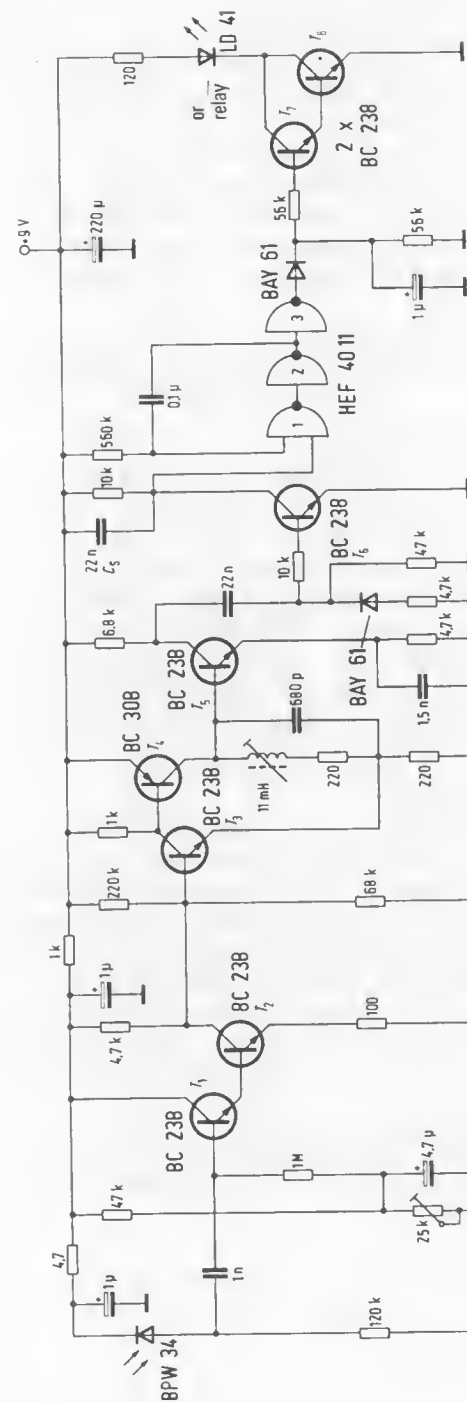 +9 V
220 µ
+
120
LD 41
or
relay
T7
T8
2 x
BC 238
56 k
56 k
1 µ
+
BAY 61
3
2
1
HEF 4011
0,1 µ
560 k
10 k
22 n
Cs
BC 238
T6
10 k
22 n
47 k
4,7 k
BAY 61
6,8 k
BC 238
T5
4,7 k
1,5 n
680 p
BC 308
T4
11 mH
220
220
1 k
BC 238
T3
220 k
68 k
1 k
1 µ
+
4,7 k
BC 238
T2
100
BC 238
T1
1 M
4,7 µ
+
25 k
47 k
1 n
4,7
1 µ
+
BPW 34
120 k